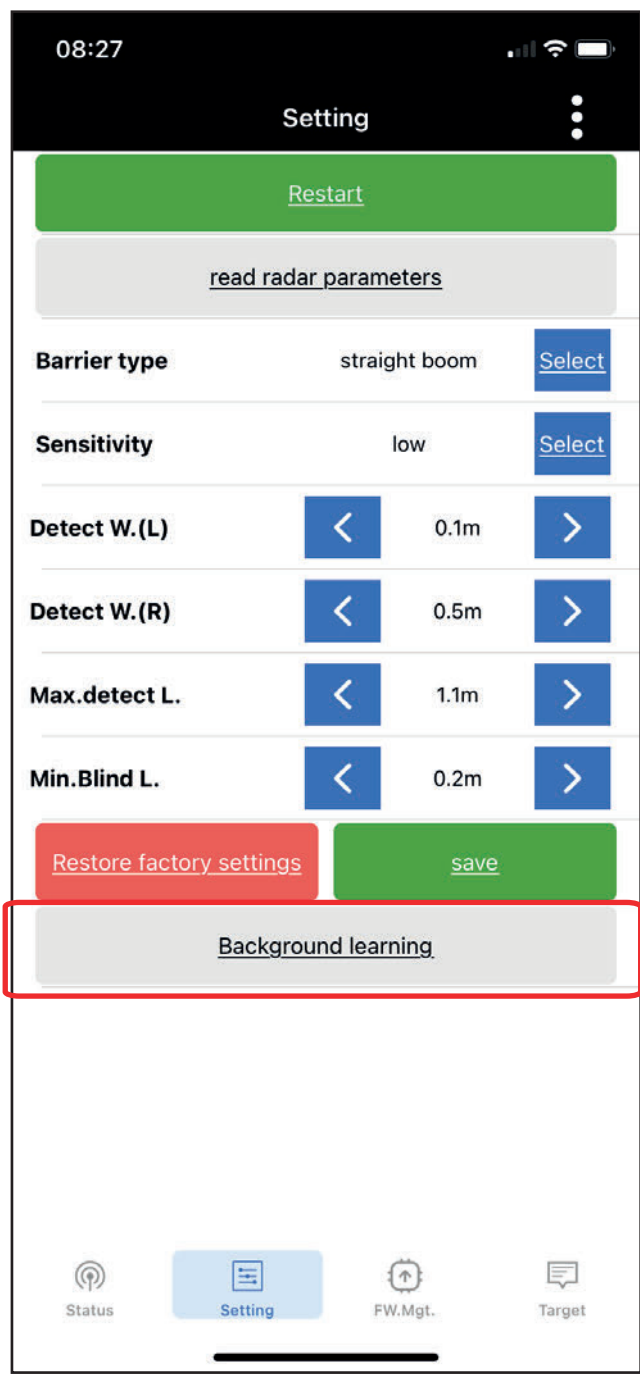 08:27
Setting
Restart
read radar parameters
Barrier type straight boom Select
Sensitivity low Select
Detect W.(L) 0.1m
Detect W.(R) 0.5m
Max.detect L. 1.1m
Min.Blind L. 0.2m
Restore factory settings save
Background learning
Status Setting FW.Mgt. Target